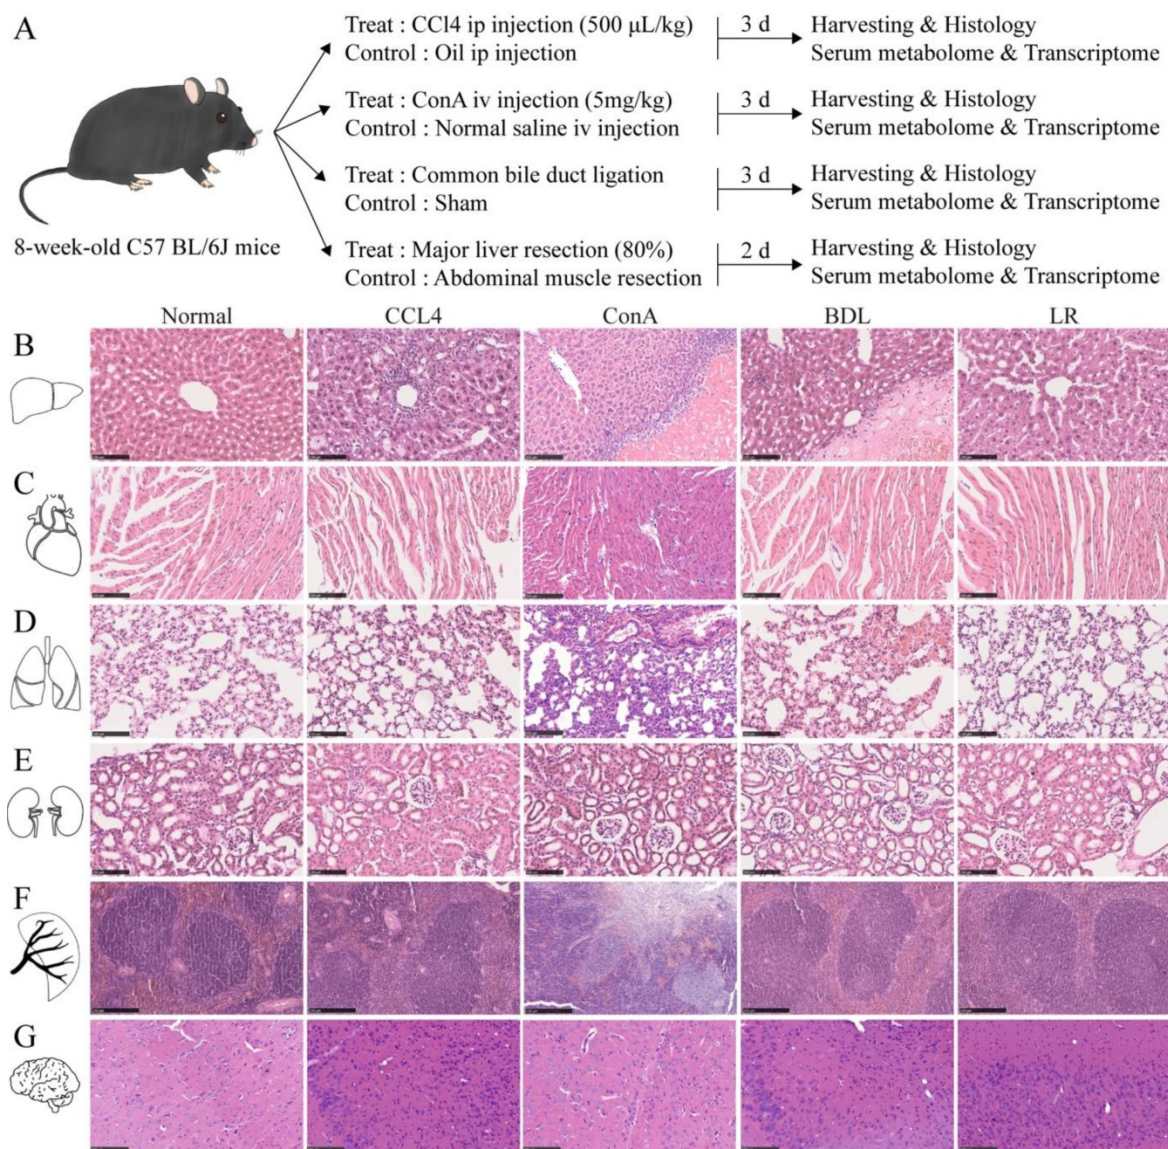 A
Treat : CCl4 ip injection (500 μL/kg)
Control : Oil ip injection
3 d
Harvesting & Histology
Serum metabolome & Transcriptome
Treat : ConA iv injection (5mg/kg)
Control : Normal saline iv injection
3 d
Harvesting & Histology
Serum metabolome & Transcriptome
Treat : Common bile duct ligation
Control : Sham
3 d
Harvesting & Histology
Serum metabolome & Transcriptome
8-week-old C57 BL/6J mice
Treat : Major liver resection (80%)
Control : Abdominal muscle resection
2 d
Harvesting & Histology
Serum metabolome & Transcriptome
Normal CCL4 ConA BDL LR
B
C
D
E
F
G